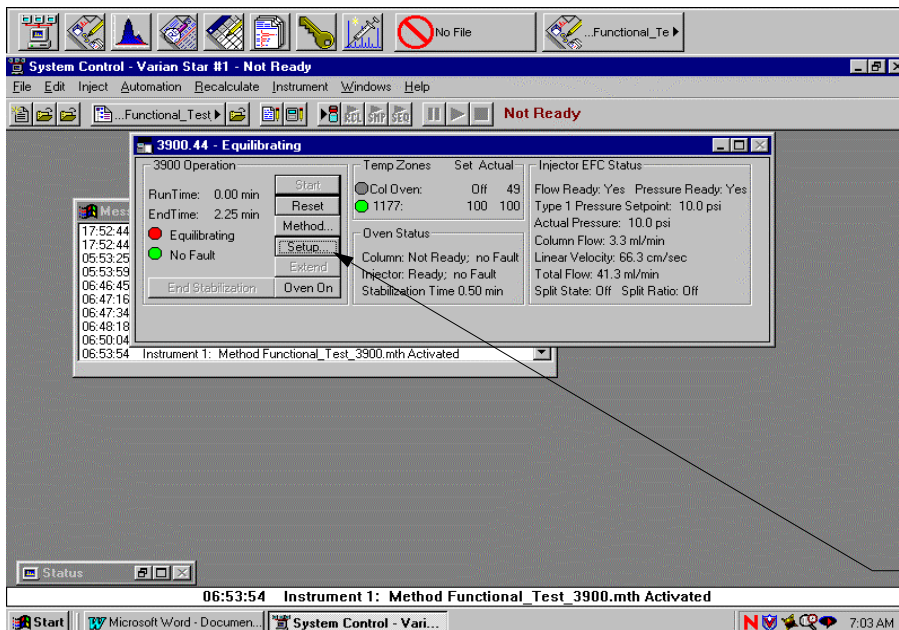 No File
...Functional_Te
System Control - Varian Star #1 - Not Ready
File Edit Inject Automation Recalculate Instrument Windows Help
...Functional_Test
RCL SMP SEQ
Not Ready
3900.44 - Equilibrating
3900 Operation
RunTime: 0.00 min
EndTime: 2.25 min
Equilibrating
No Fault
Start
Reset
Method...
Setup...
Extend
End Stabilization
Oven On
Temp Zones Set Actual
Col Oven: Off 49
1177: 100 100
Oven Status
Column: Not Ready; no Fault
Injector: Ready; no Fault
Stabilization Time 0.50 min
Injector EFC Status
Flow Ready: Yes Pressure Ready: Yes
Type 1 Pressure Setpoint: 10.0 psi
Actual Pressure: 10.0 psi
Column Flow: 3.3 ml/min
Linear Velocity: 66.3 cm/sec
Total Flow: 41.3 ml/min
Split State: Off Split Ratio: Off
Mess
17:52:44
17:52:44
05:53:25
05:53:59
06:46:45
06:47:16
06:47:34
06:48:18
06:50:04
06:53:54 Instrument 1: Method Functional_Test_3900.mth Activated
Status
06:53:54 Instrument 1: Method Functional_Test_3900.mth Activated
Start
Microsoft Word - Documen...
System Control - Vari...
7:03 AM